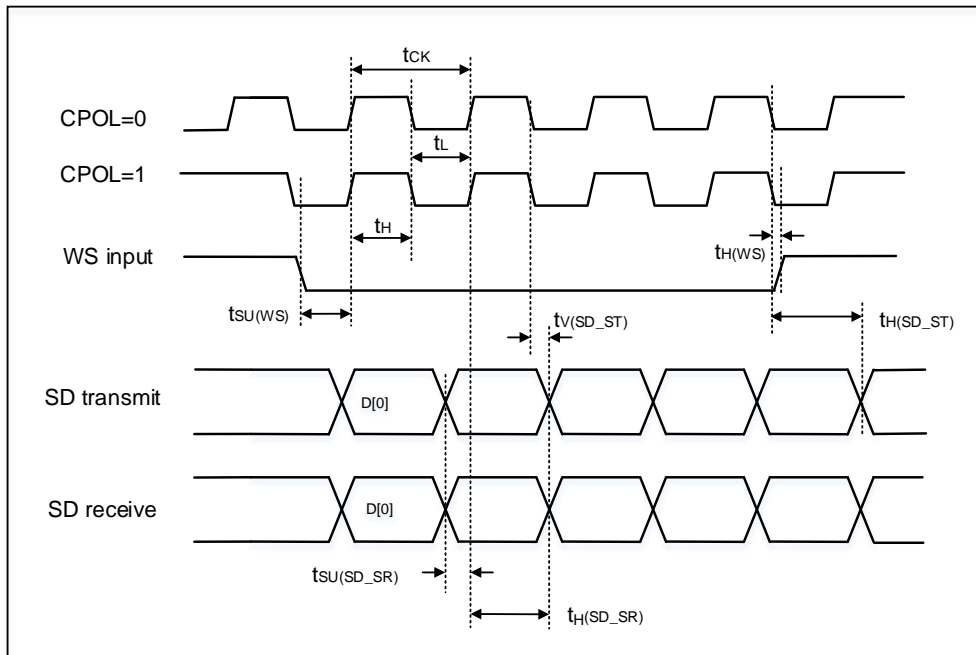 tCK
CPOL=0
tL
CPOL=1
tH
tH(WS)
WS input
tSU(WS)
tV(SD_ST)
tH(SD_ST)
SD transmit
D[0]
SD receive
D[0]
tSU(SD_SR)
tH(SD_SR)